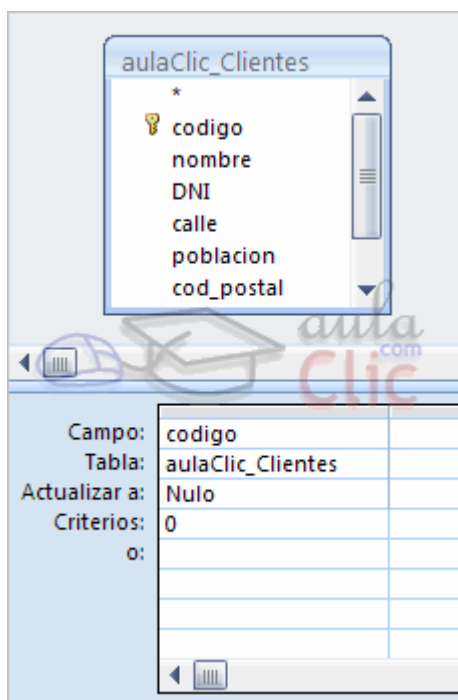 aulaClic_Clientes
*
codigo
nombre
DNI
calle
poblacion
cod_postal
aula
com
Clic
Campo: codigo
Tabla: aulaClic_Clientes
Actualizar a: Nulo
Criterios: 0
o: